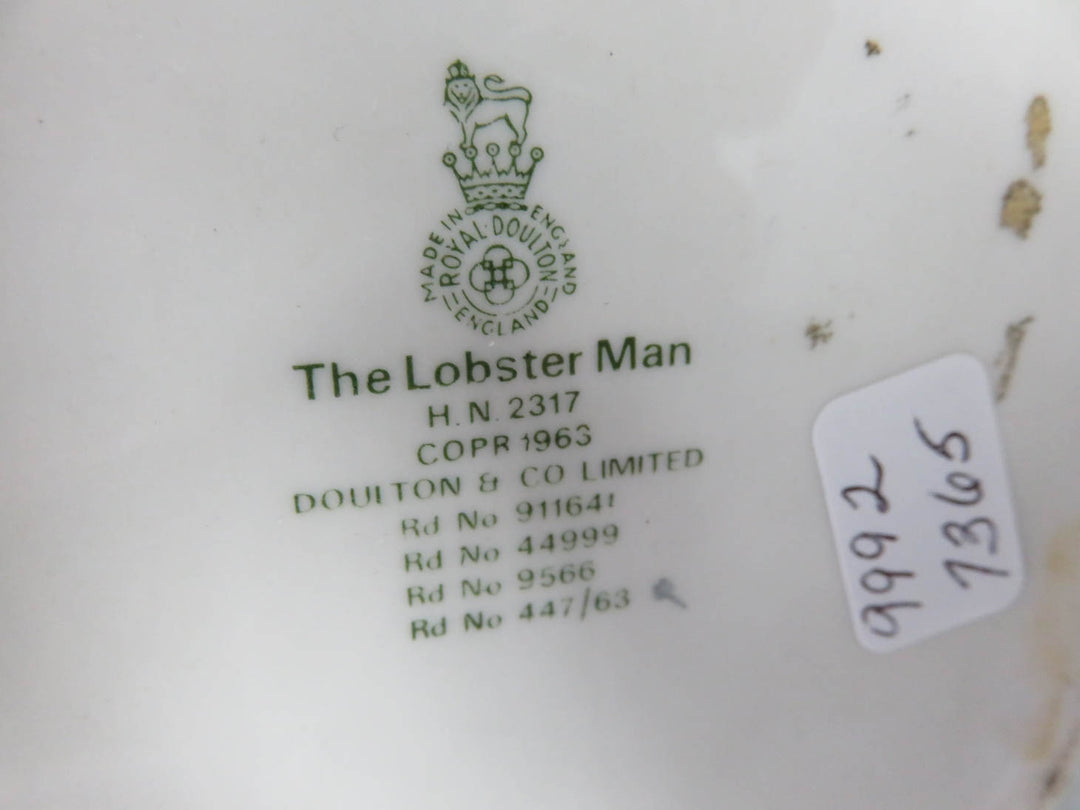 MADE IN ENGLAND
ROYAL DOULTON
ENGLAND
The Lobster Man
H.N. 2317
COPR 1963
DOULTON & CO LIMITED
Rd No 911641
Rd No 44999
Rd No 9566
Rd No 447/63
9992
7365